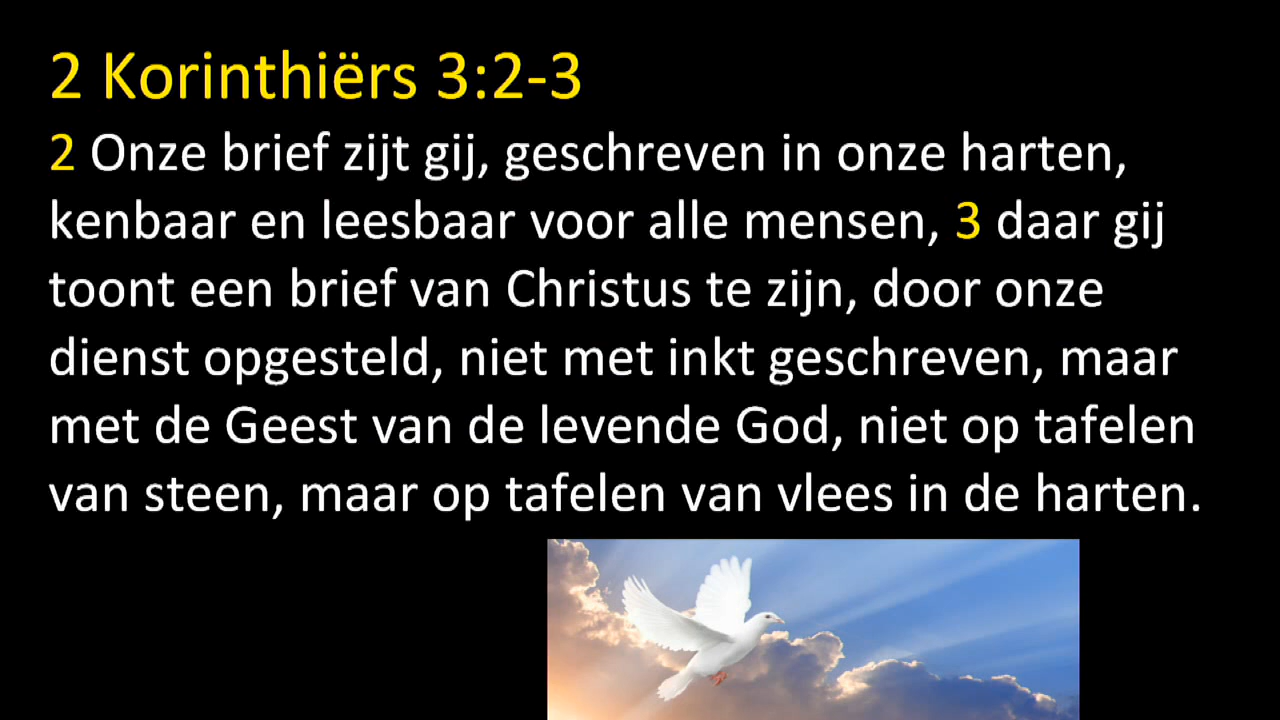 2 Korinthiërs 3:2-3
2 Onze brief zijt gij, geschreven in onze harten,
kenbaar en leesbaar voor alle mensen, 3 daar gij
toont een brief van Christus te zijn, door onze
dienst opgesteld, niet met inkt geschreven, maar
met de Geest van de levende God, niet op tafelen
van steen, maar op tafelen van vlees in de harten.